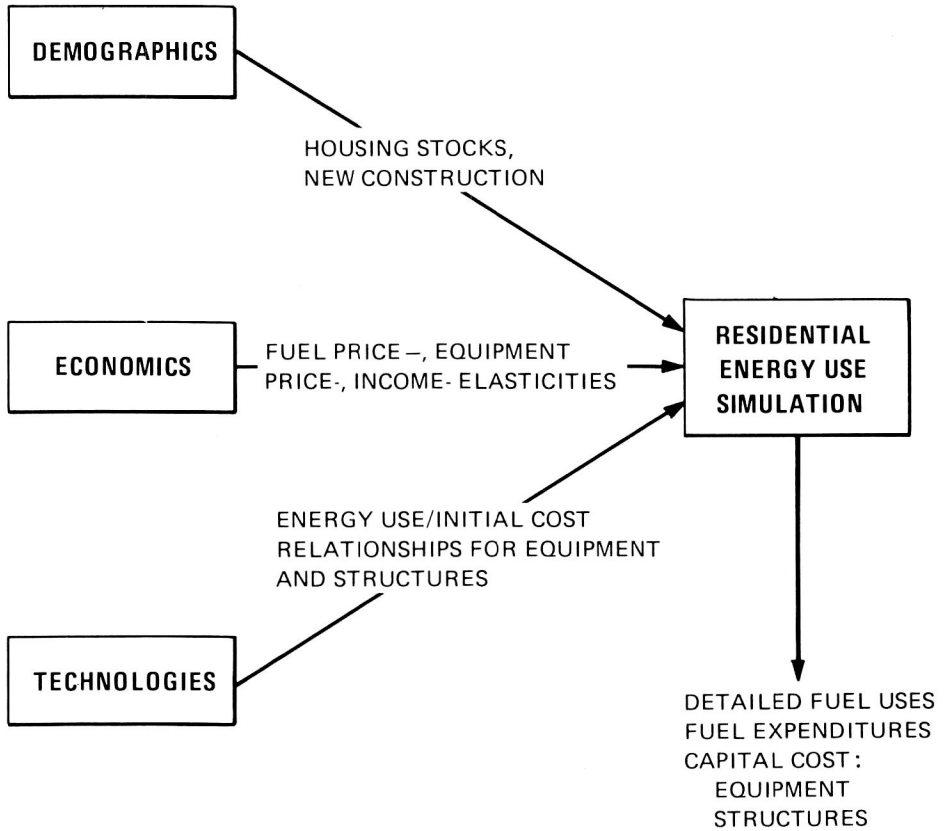 DEMOGRAPHICS
HOUSING STOCKS,
NEW CONSTRUCTION
ECONOMICS
FUEL PRICE –, EQUIPMENT
PRICE-, INCOME- ELASTICITIES
RESIDENTIAL
ENERGY USE
SIMULATION
ENERGY USE/INITIAL COST
RELATIONSHIPS FOR EQUIPMENT
AND STRUCTURES
TECHNOLOGIES
DETAILED FUEL USES
FUEL EXPENDITURES
CAPITAL COST:
EQUIPMENT
STRUCTURES